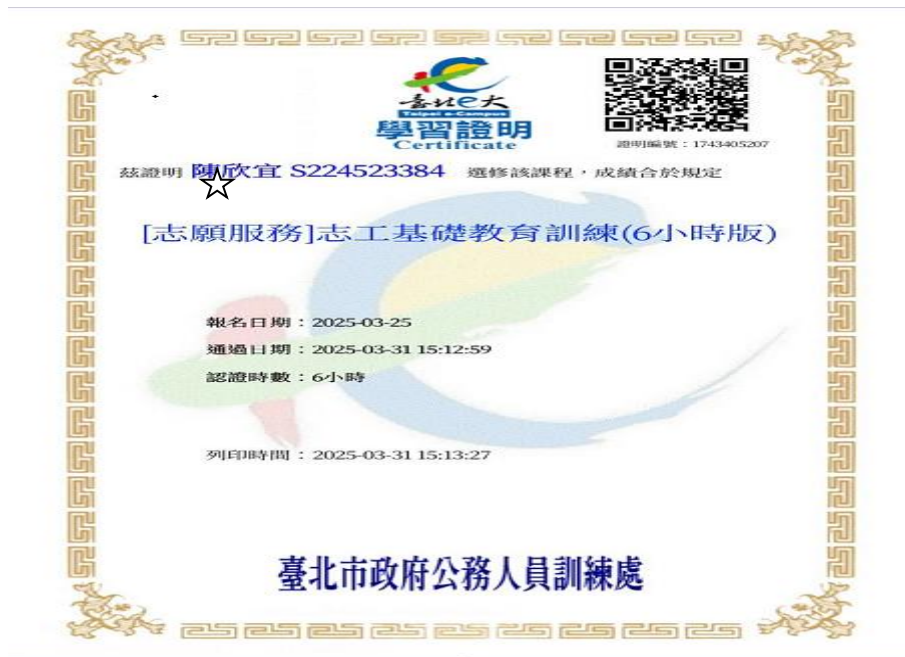 臺北e大
Taipei e-Campus
學習證明
Certificate
證明編號：1743405207
茲證明 陳欣宜 S224523384 選修該課程，成績合於規定
[志願服務]志工基礎教育訓練(6小時版)
報名日期：2025-03-25
通過日期：2025-03-31 15:12:59
認證時數：6小時
列印時間：2025-03-31 15:13:27
臺北市政府公務人員訓練處